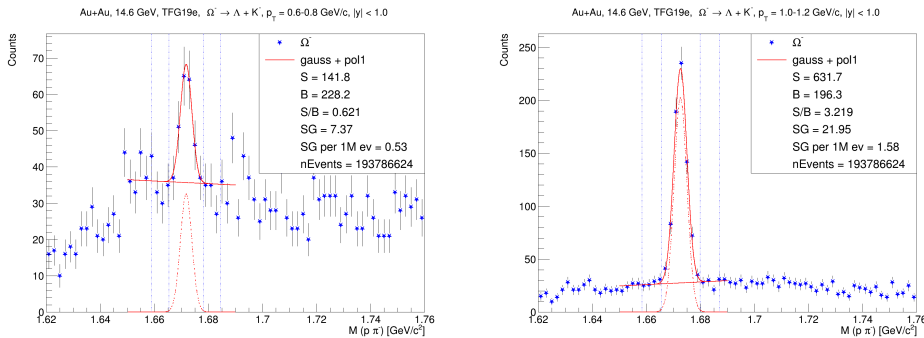 Au+Au, 14.6 GeV, TFG19e, Ω⁻ → Λ + K⁻, p_T = 0.6-0.8 GeV/c, |y| < 1.0
Counts
70
60
50
40
30
20
10
0
1.62 1.64 1.66 1.68 1.7 1.72 1.74 1.76
M (p π⁻) [GeV/c²]
Ω⁻
gauss + pol1
S = 141.8
B = 228.2
S/B = 0.621
SG = 7.37
SG per 1M ev = 0.53
nEvents = 193786624
Au+Au, 14.6 GeV, TFG19e, Ω⁻ → Λ + K⁻, p_T = 1.0-1.2 GeV/c, |y| < 1.0
Counts
250
200
150
100
50
0
1.62 1.64 1.66 1.68 1.7 1.72 1.74 1.76
M (p π⁻) [GeV/c²]
Ω⁻
gauss + pol1
S = 631.7
B = 196.3
S/B = 3.219
SG = 21.95
SG per 1M ev = 1.58
nEvents = 193786624